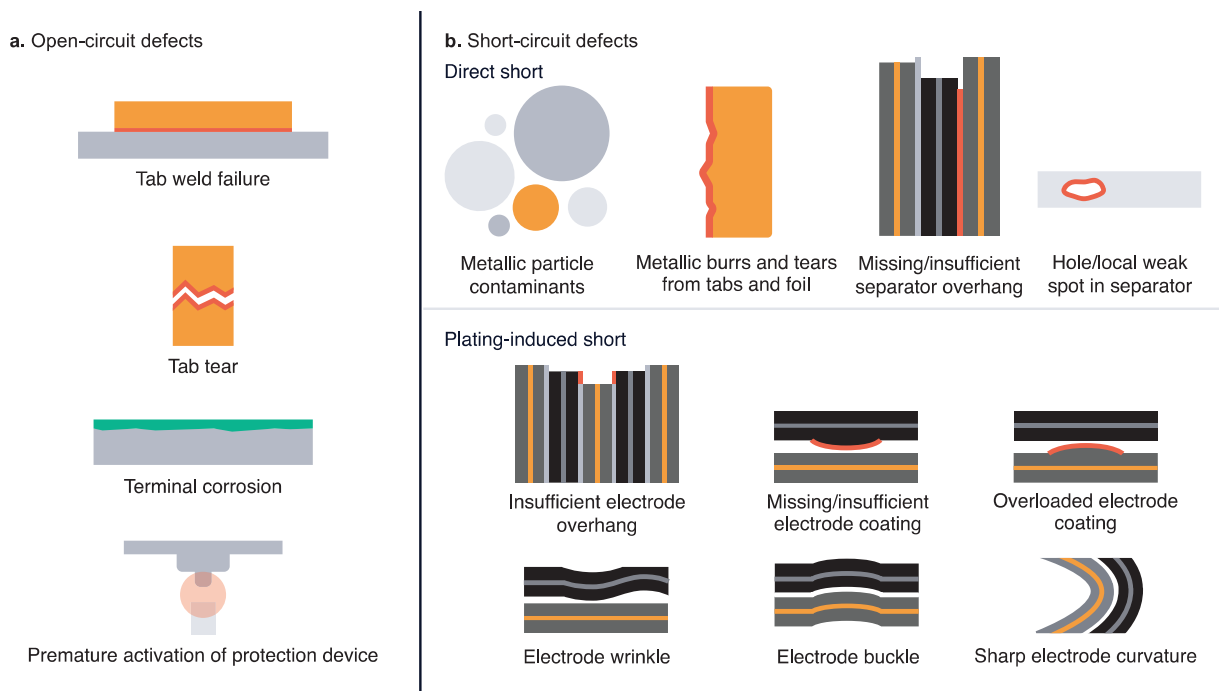 a. Open-circuit defects
Tab weld failure
Tab tear
Terminal corrosion
Premature activation of protection device
b. Short-circuit defects
Direct short
Metallic particle
contaminants
Metallic burrs and tears
from tabs and foil
Missing/insufficient
separator overhang
Hole/local weak
spot in separator
Plating-induced short
Insufficient electrode
overhang
Missing/insufficient
electrode coating
Overloaded electrode
coating
Electrode wrinkle
Electrode buckle
Sharp electrode curvature